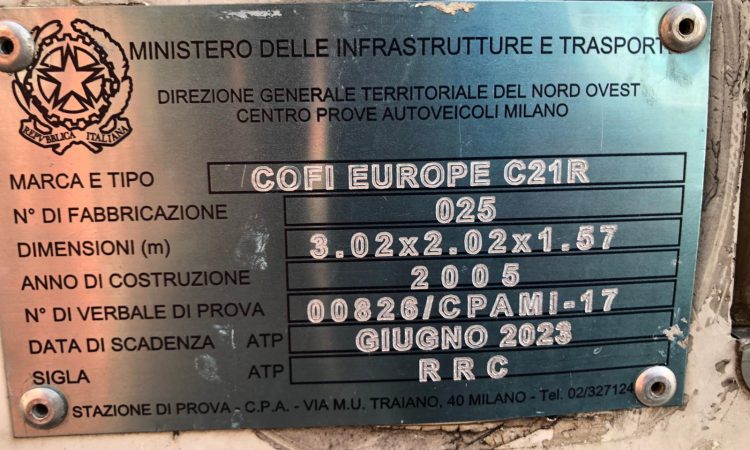 MINISTERO DELLE INFRASTRUTTURE E TRASPORTI
DIREZIONE GENERALE TERRITORIALE DEL NORD OVEST
CENTRO PROVE AUTOVEICOLI MILANO
REPVBBLICA ITALIANA
MARCA E TIPO COFI EUROPE C21R
N° DI FABBRICAZIONE 025
DIMENSIONI (m) 3.02x2.02x1.57
ANNO DI COSTRUZIONE 2005
N° DI VERBALE DI PROVA 00826/CPAMI-17
DATA DI SCADENZA ATP GIUGNO 2023
SIGLA ATP RRC
STAZIONE DI PROVA - C.P.A. - VIA M.U. TRAIANO, 40 MILANO - Tel. 02/327124